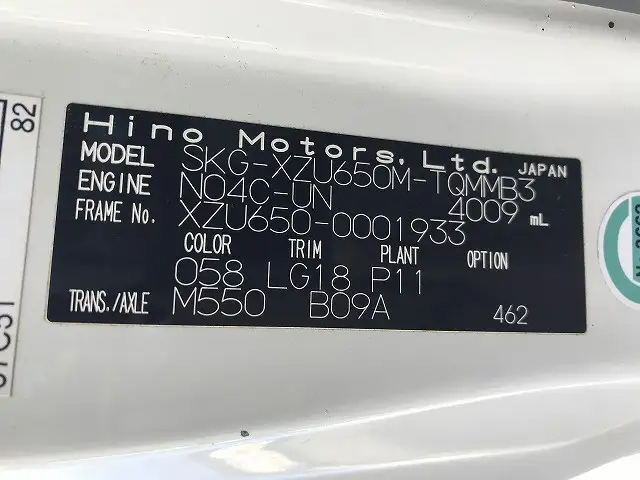 Hino Motors, Ltd. JAPAN
MODEL SKG-XZU650M-TQMMB3
ENGINE N04C-UN 4009 mL
FRAME No. XZU650-0001933
COLOR TRIM PLANT OPTION
058 LG18 P11
TRANS./AXLE M550 B09A 462
82